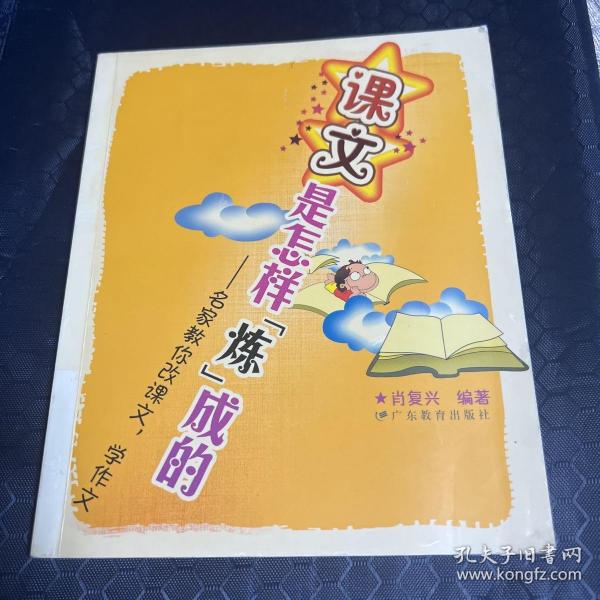 课文
是怎样「炼」成的
——名家教你改课文，学作文
★肖复兴 编著
广东教育出版社
孔夫子旧书网
www.kongfz.com